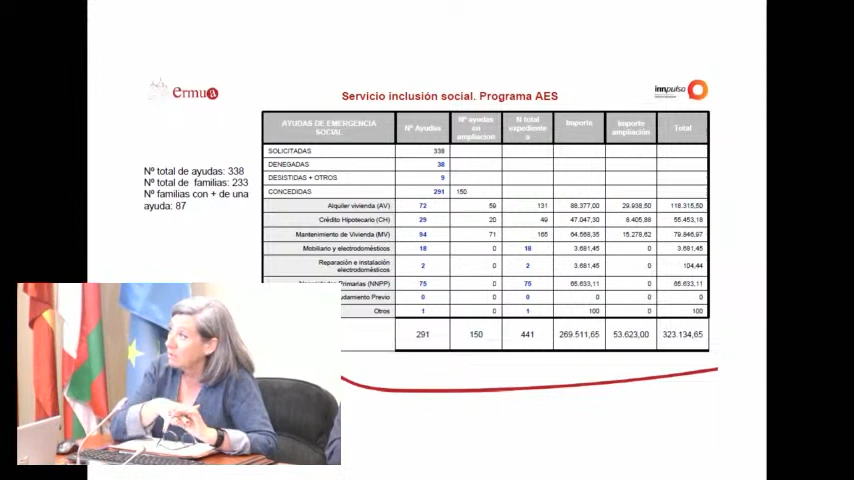 ermua
Servicio inclusión social. Programa AES
innpulso
AYUDAS DE EMERGENCIA SOCIAL Nº Ayudas Nº ayudas en ampliacion N total expediente s Importe Importe ampliación Total
SOLICITADAS 338
DENEGADAS 38
DESISTIDAS + OTROS 9
CONCEDIDAS 291 150
Nº total de ayudas: 338
Nº total de familias: 233
Nº familias con + de una
ayuda: 87
Alquiler vivienda (AV) 72 59 131 88.377,00 29.938,50 118.315,50
Crédito Hipotecario (CH) 29 20 49 47.047,30 8.405,88 55.453,18
Mantenimiento de Vivienda (MV) 94 71 165 64.568,35 15.278,62 79.846,97
Mobiliario y electrodomésticos 18 0 18 3.681,45 0 3.681,45
Reparación e instalación electrodomésticos 2 0 2 3.681,45 0 104,44
Primarias (NNPP) 75 0 75 65.633,11 0 65.633,11
Previo 0 0 0 0 0 0
Otros 1 0 1 100 0 100
291 150 441 269.511,65 53.623,00 323.134,65